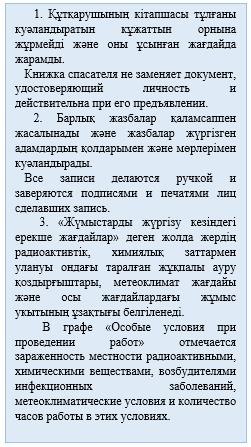 1. Құтқарушының кітапшасы тұлғаны
куәландыратын құжаттын орнына
жүрмейді және оны ұсынған жағдайда
жарамды.
Книжка спасателя не заменяет документ,
удостоверяющий личность и
действительна при его предъявлении.
2. Барлық жазбалар қаламсаппен
жасалынады және жазбалар жүргізген
адамдардың қолдарымен және мөрлерімен
куәландырады.
Все записи делаются ручкой и
заверяются подписями и печатями лиц
сделавших запись.
3. «Жұмыстарды жүргізу кезіндегі
ерекше жағдайлар» деген жолда жердің
радиоактивтік, химиялық заттармен
улануы ондағы таралған жұқпалы ауру
қоздырғыштары, метеоклимат жағдайы
және осы жағдайлардағы жұмыс
укытының ұзақтығы белгіленеді.
В графе «Особые условия при
проведении работ» отмечается
зараженность местности радиоактивными,
химическими веществами, возбудителями
инфекционных заболеваний,
метеоклиматические условия и количество
часов работы в этих условиях.